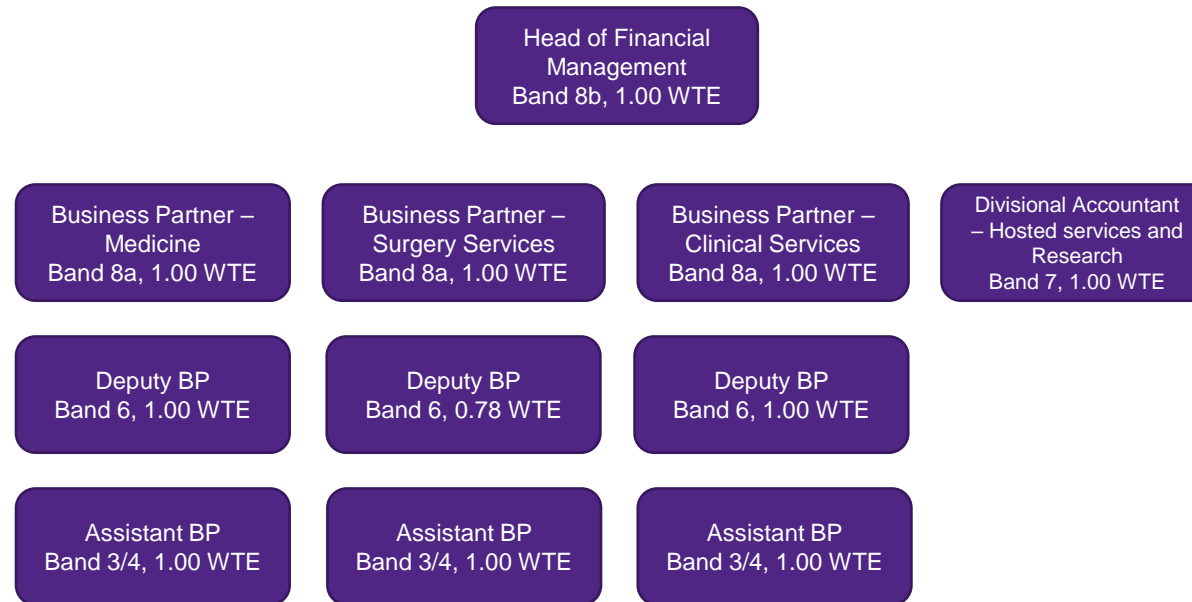 Head of Financial
Management
Band 8b, 1.00 WTE
Business Partner –
Medicine
Band 8a, 1.00 WTE
Business Partner –
Surgery Services
Band 8a, 1.00 WTE
Business Partner –
Clinical Services
Band 8a, 1.00 WTE
Divisional Accountant
– Hosted services and
Research
Band 7, 1.00 WTE
Deputy BP
Band 6, 1.00 WTE
Deputy BP
Band 6, 0.78 WTE
Deputy BP
Band 6, 1.00 WTE
Assistant BP
Band 3/4, 1.00 WTE
Assistant BP
Band 3/4, 1.00 WTE
Assistant BP
Band 3/4, 1.00 WTE